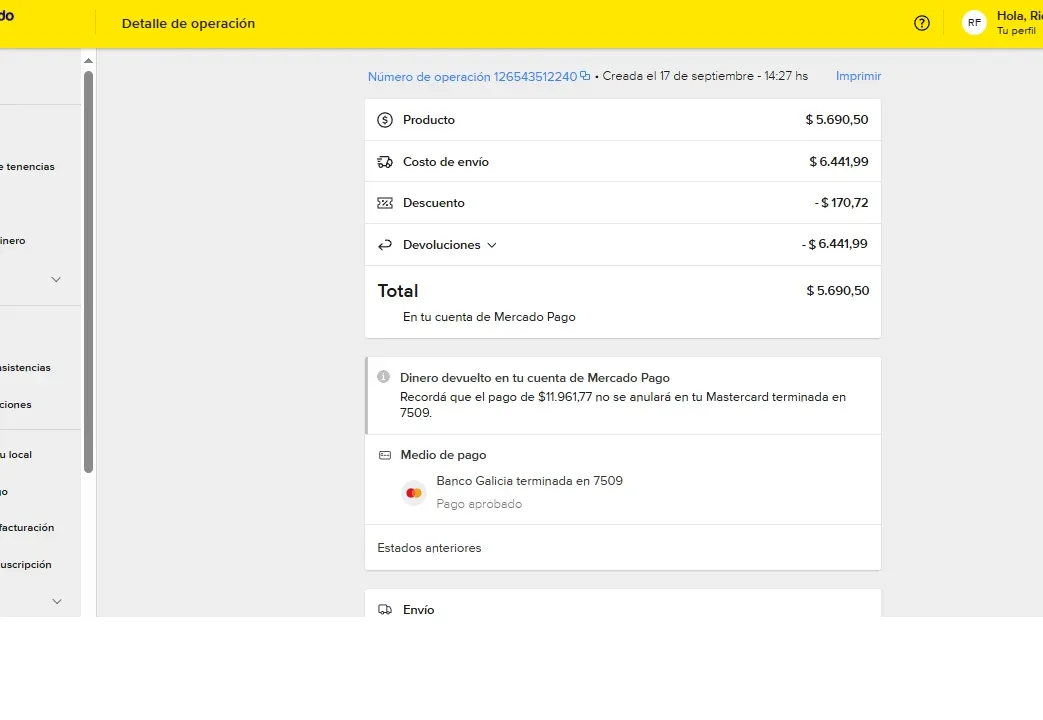 do
Detalle de operación
RF
Hola, Ri
Tu perfil
e tenencias
inero
sistencias
ciones
u local
go
facturación
uscripción
Número de operación 126543512240 • Creada el 17 de septiembre - 14:27 hs
Imprimir
Producto $ 5.690,50
Costo de envío $ 6.441,99
Descuento - $ 170,72
Devoluciones - $ 6.441,99
Total $ 5.690,50
En tu cuenta de Mercado Pago
Dinero devuelto en tu cuenta de Mercado Pago
Recordá que el pago de $11.961,77 no se anulará en tu Mastercard terminada en
7509.
Medio de pago
Banco Galicia terminada en 7509
Pago aprobado
Estados anteriores
Envío